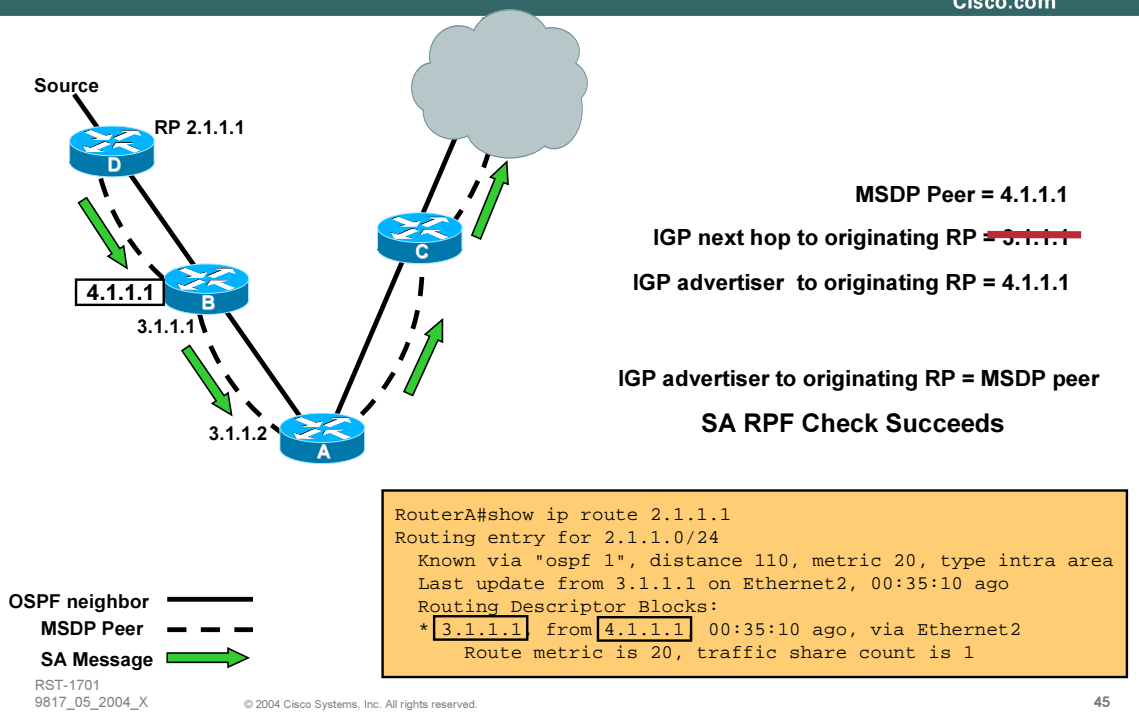 Cisco.com
Source
RP 2.1.1.1
D
4.1.1.1
B
3.1.1.1
3.1.1.2
A
C
MSDP Peer = 4.1.1.1
IGP next hop to originating RP = 3.1.1.1
IGP advertiser to originating RP = 4.1.1.1
IGP advertiser to originating RP = MSDP peer
SA RPF Check Succeeds
RouterA#show ip route 2.1.1.1
Routing entry for 2.1.1.0/24
Known via "ospf 1", distance 110, metric 20, type intra area
Last update from 3.1.1.1 on Ethernet2, 00:35:10 ago
Routing Descriptor Blocks:
* 3.1.1.1, from 4.1.1.1, 00:35:10 ago, via Ethernet2
Route metric is 20, traffic share count is 1
OSPF neighbor
MSDP Peer
SA Message
RST-1701
9817_05_2004_X
© 2004 Cisco Systems, Inc. All rights reserved.
45